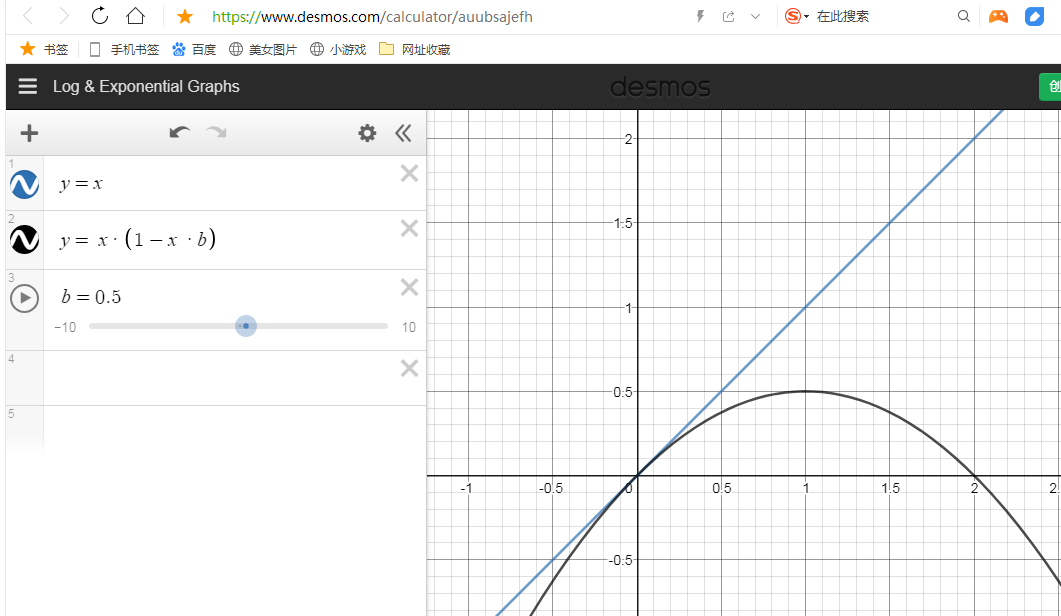 https://www.desmos.com/calculator/auubsajefh
在此搜索
书签 手机书签 百度 美女图片 小游戏 网址收藏
Log & Exponential Graphs
desmos
创
1
y = x
2
y = x · (1 − x · b)
3
b = 0.5
-10
10
4
5
2
1.5
1
0.5
-1 -0.5 0 0.5 1 1.5 2
-0.5